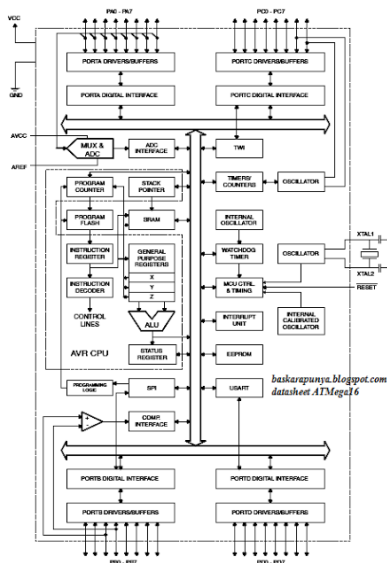 PA0 - PA7
PC0 - PC7
VCC
PORTA DRIVERS/BUFFERS
PORTC DRIVERS/BUFFERS
GND
PORTA DIGITAL INTERFACE
PORTC DIGITAL INTERFACE
AVCC
MUX &
ADC
ADC
INTERFACE
TWI
AREF
PROGRAM
COUNTER
STACK
POINTER
TIMERS/
COUNTERS
OSCILLATOR
PROGRAM
FLASH
SRAM
INTERNAL
OSCILLATOR
INSTRUCTION
REGISTER
GENERAL
PURPOSE
REGISTERS
WATCHDOG
TIMER
OSCILLATOR
XTAL1
X
Y
Z
XTAL2
INSTRUCTION
DECODER
MCU CTRL
& TIMING
RESET
CONTROL
LINES
ALU
INTERRUPT
UNIT
INTERNAL
CALIBRATED
OSCILLATOR
AVR CPU
STATUS
REGISTER
EEPROM
PROGRAMMING
LOGIC
SPI
USART
baskarapunya.blogspot.com
datasheet ATMega16
+
-
COMP.
INTERFACE
PORTB DIGITAL INTERFACE
PORTD DIGITAL INTERFACE
PORTB DRIVERS/BUFFERS
PORTD DRIVERS/BUFFERS